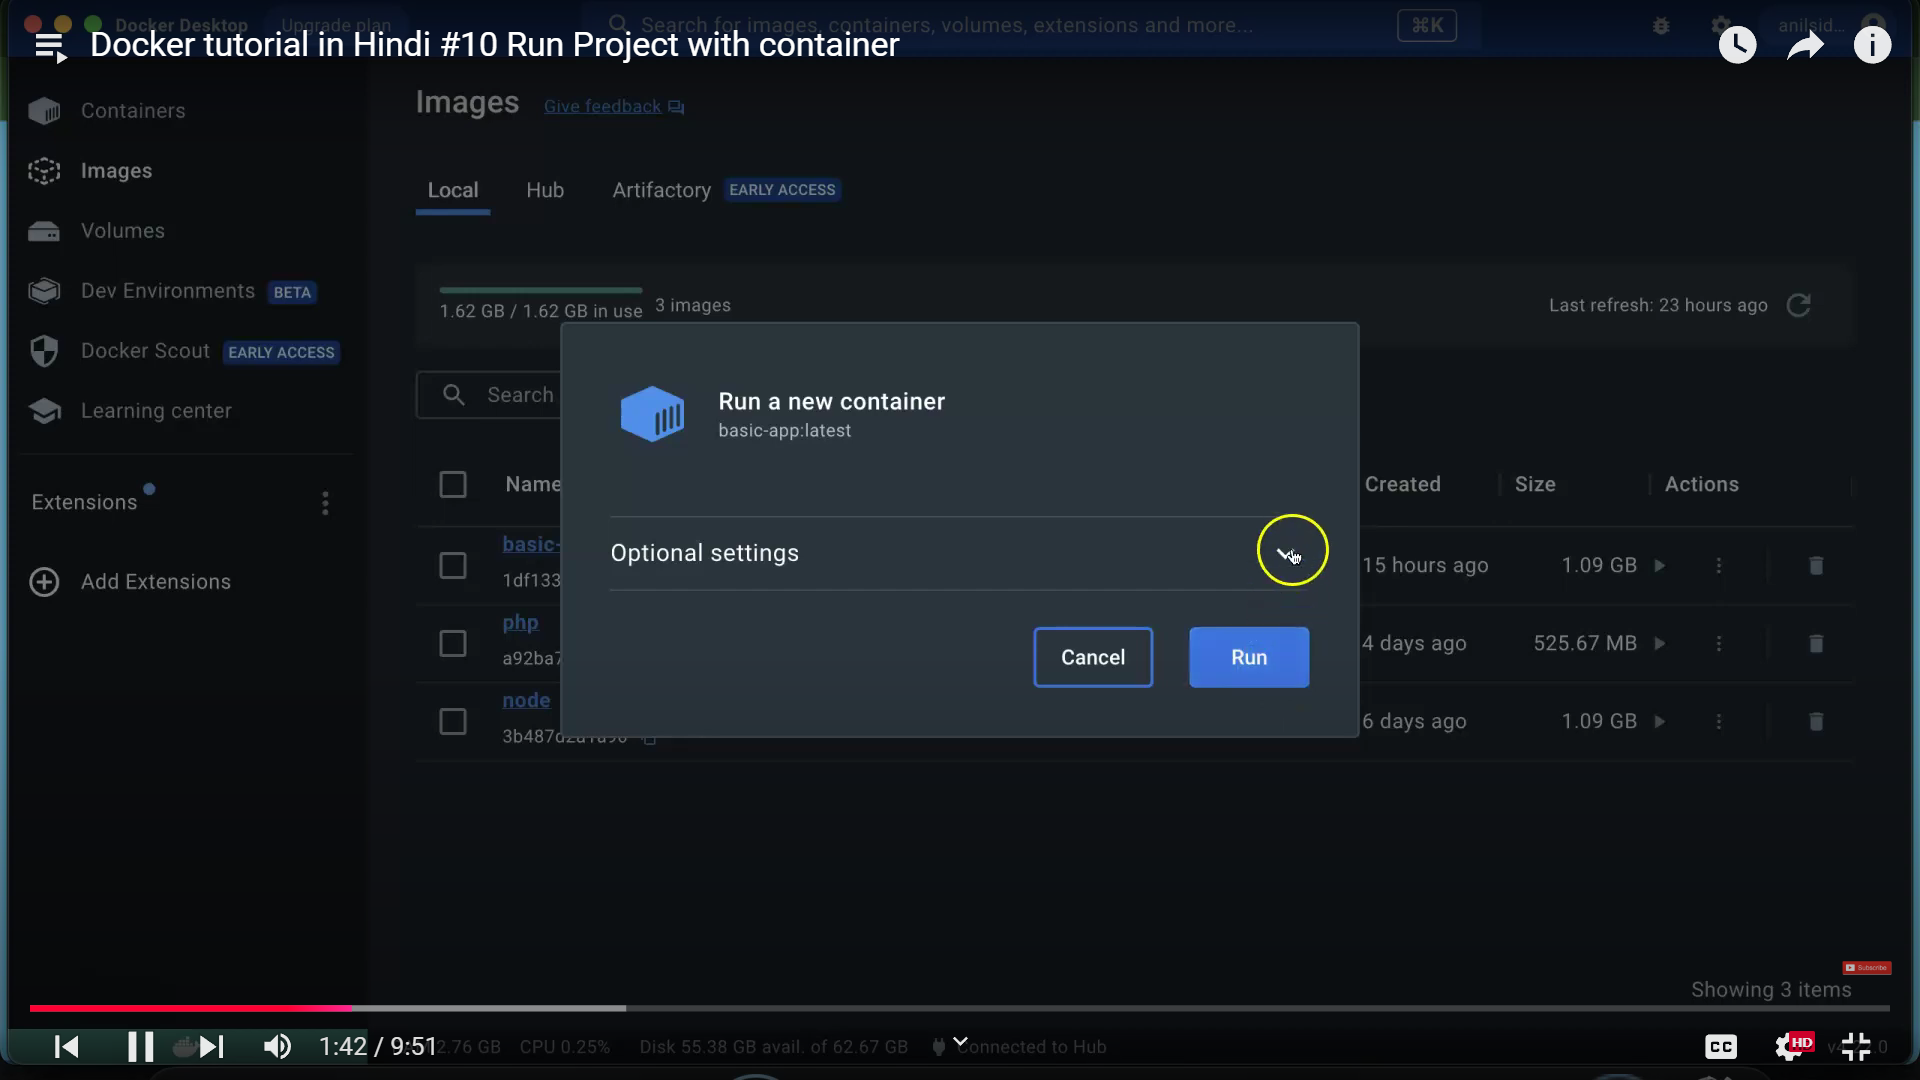 Docker Desktop
Upgrade plan
Search for images, containers, volumes, extensions and more...
⌘K
anilsid...
Docker tutorial in Hindi #10 Run Project with container
Containers
Images
Volumes
Dev Environments BETA
Docker Scout EARLY ACCESS
Learning center
Extensions
Add Extensions
Images Give feedback
Local Hub Artifactory EARLY ACCESS
1.62 GB / 1.62 GB in use 3 images
Last refresh: 23 hours ago
Search
Name Created Size Actions
basic-
1df133
15 hours ago 1.09 GB
php
a92ba7
4 days ago 525.67 MB
node
6 days ago 1.09 GB
Run a new container
basic-app:latest
Optional settings
Cancel Run
Subscribe
Showing 3 items
1:42 / 9:51
2.76 GB CPU 0.25% Disk 55.38 GB avail. of 62.67 GB Connected to Hub
CC HD